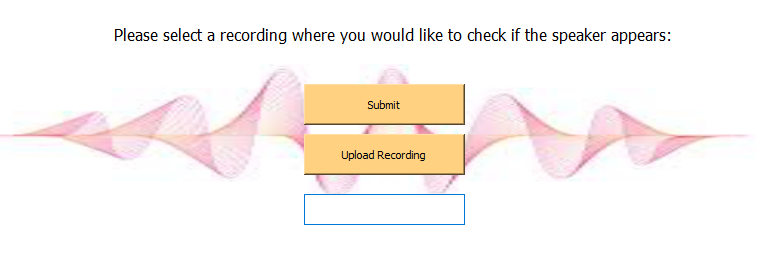 Please select a recording where you would like to check if the speaker appears:
Submit
Upload Recording